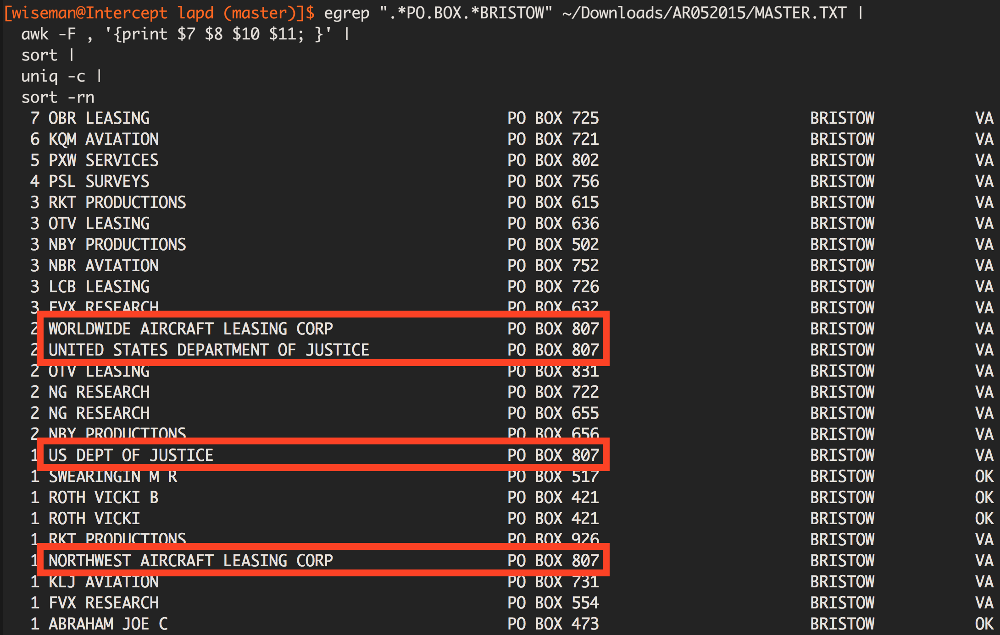 [wiseman@Intercept lapd (master)]$ egrep ".*PO.BOX.*BRISTOW" ~/Downloads/AR052015/MASTER.TXT |
awk -F , '{print $7 $8 $10 $11; }' |
sort |
uniq -c |
sort -rn
7 OBR LEASING PO BOX 725 BRISTOW VA
6 KQM AVIATION PO BOX 721 BRISTOW VA
5 PXW SERVICES PO BOX 802 BRISTOW VA
4 PSL SURVEYS PO BOX 756 BRISTOW VA
3 RKT PRODUCTIONS PO BOX 615 BRISTOW VA
3 OTV LEASING PO BOX 636 BRISTOW VA
3 NBY PRODUCTIONS PO BOX 502 BRISTOW VA
3 NBR AVIATION PO BOX 752 BRISTOW VA
3 LCB LEASING PO BOX 726 BRISTOW VA
3 FVX RESEARCH PO BOX 632 BRISTOW VA
2 WORLDWIDE AIRCRAFT LEASING CORP PO BOX 807 BRISTOW VA
2 UNITED STATES DEPARTMENT OF JUSTICE PO BOX 807 BRISTOW VA
2 OTV LEASING PO BOX 831 BRISTOW VA
2 NG RESEARCH PO BOX 722 BRISTOW VA
2 NG RESEARCH PO BOX 655 BRISTOW VA
2 NBY PRODUCTIONS PO BOX 656 BRISTOW VA
1 US DEPT OF JUSTICE PO BOX 807 BRISTOW VA
1 SWEARINGIN M R PO BOX 517 BRISTOW OK
1 ROTH VICKI B PO BOX 421 BRISTOW OK
1 ROTH VICKI PO BOX 421 BRISTOW OK
1 RKT PRODUCTIONS PO BOX 926 BRISTOW VA
1 NORTHWEST AIRCRAFT LEASING CORP PO BOX 807 BRISTOW VA
1 KLJ AVIATION PO BOX 731 BRISTOW VA
1 FVX RESEARCH PO BOX 554 BRISTOW VA
1 ABRAHAM JOE C PO BOX 473 BRISTOW OK